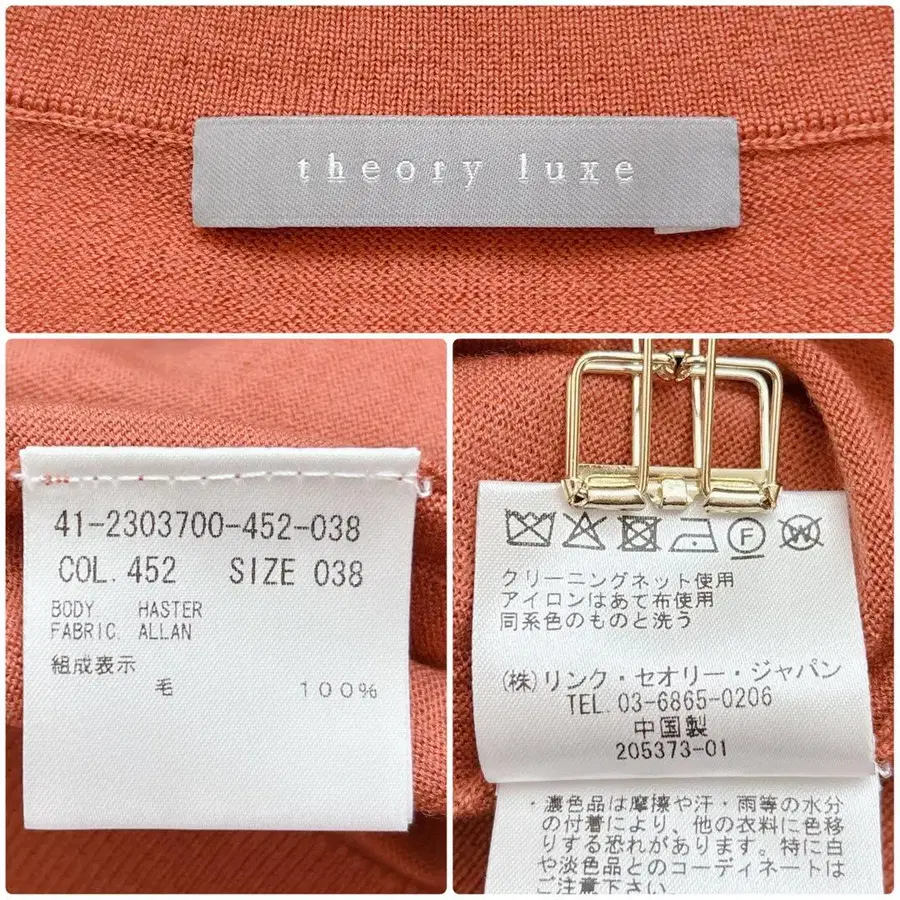 theory luxe
41-2303700-452-038
COL.452 SIZE 038
BODY HASTER
FABRIC ALLAN
組成表示
毛 100%
F
W
クリーニングネット使用
アイロンはあて布使用
同系色のものと洗う
(株)リンク・セオリー・ジャパン
TEL.03-6865-0206
中国製
205373-01
・濃色品は摩擦や汗・雨等の水分
の付着により、他の衣料に色移
りする恐れがあります。特に白
や淡色品とのコーディネートは
ご注意下さい。